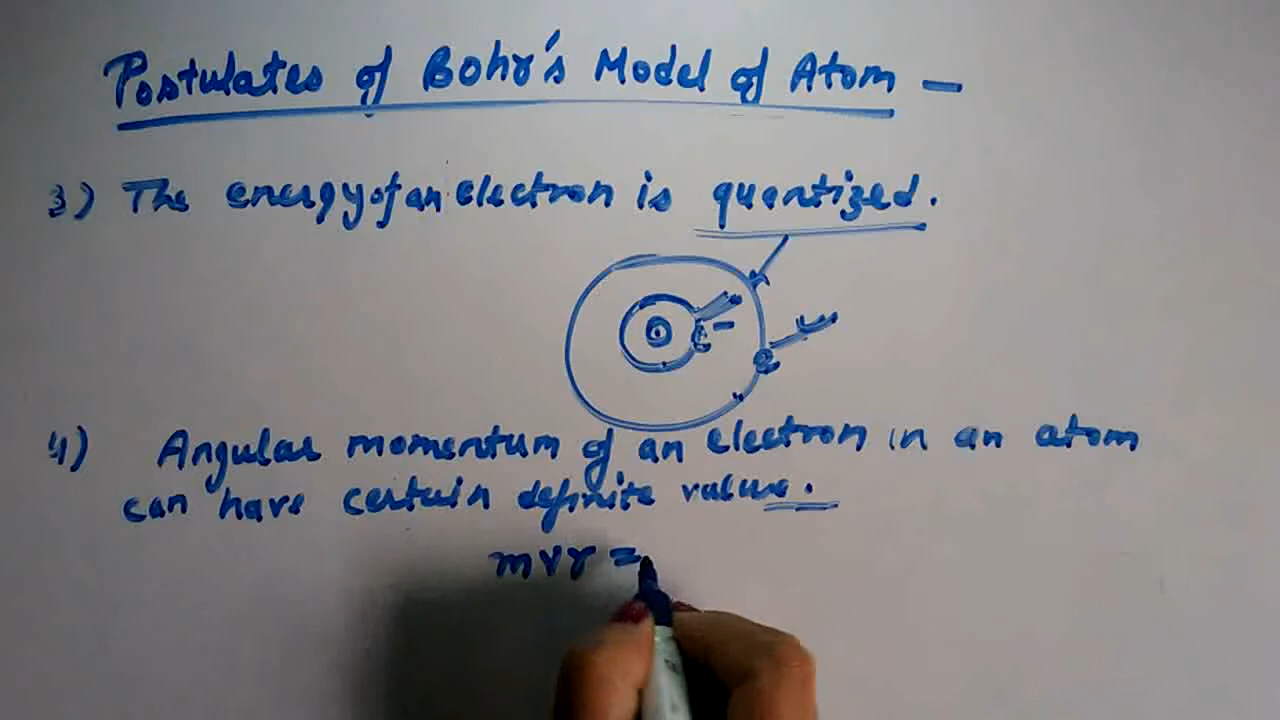 Postulates of Bohr's Model of Atom –
3) The energy of an electron is quantized.
4) Angular momentum of an electron in an atom
can have certain definite values.
mvr =